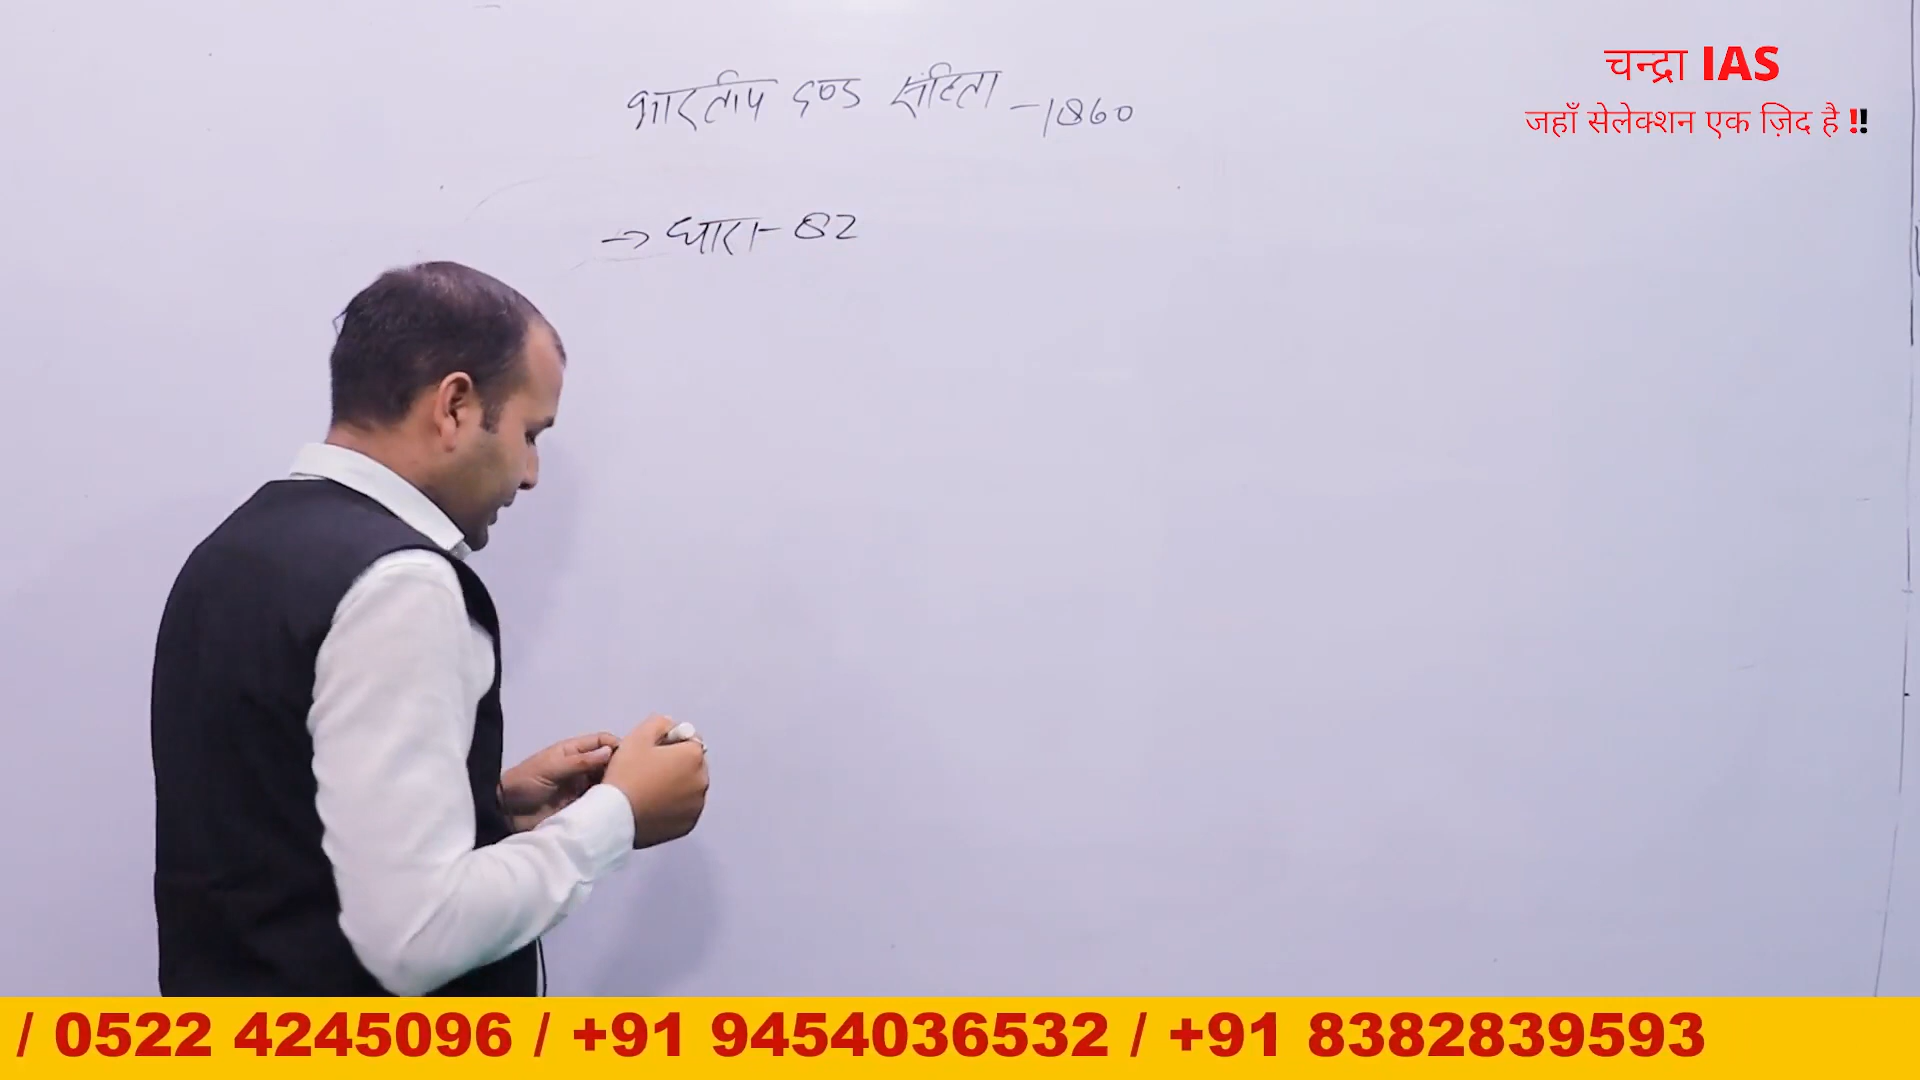 चन्द्रा IAS
जहाँ सेलेक्शन एक ज़िद है !!
भारतीय दण्ड संहिता - 1860
→ धारा - 82
/ 0522 4245096 / +91 9454036532 / +91 8382839593